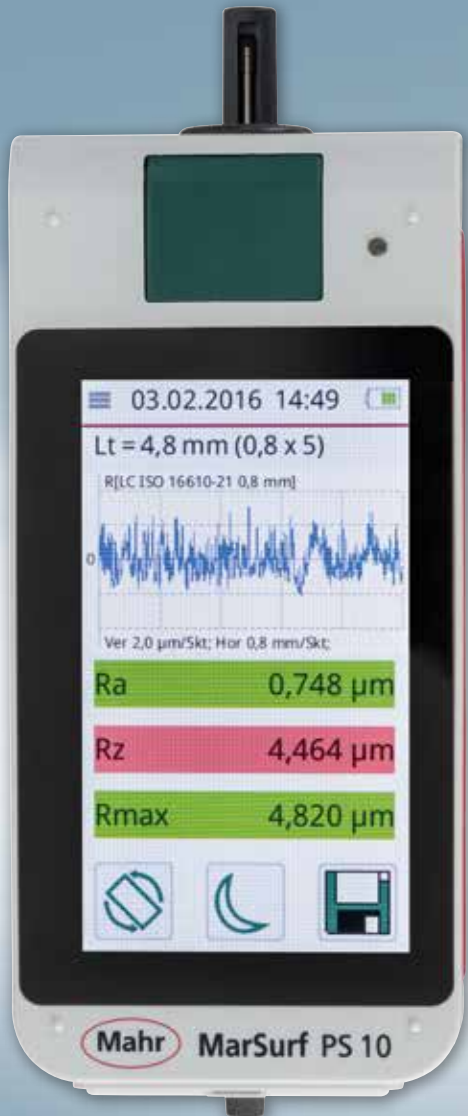 03.02.2016 14:49
Lt = 4,8 mm (0,8 x 5)
R[LC ISO 16610-21 0,8 mm]
0
Ver 2,0 µm/Skt; Hor 0,8 mm/Skt;
Ra 0,748 µm
Rz 4,464 µm
Rmax 4,820 µm
Mahr MarSurf PS 10